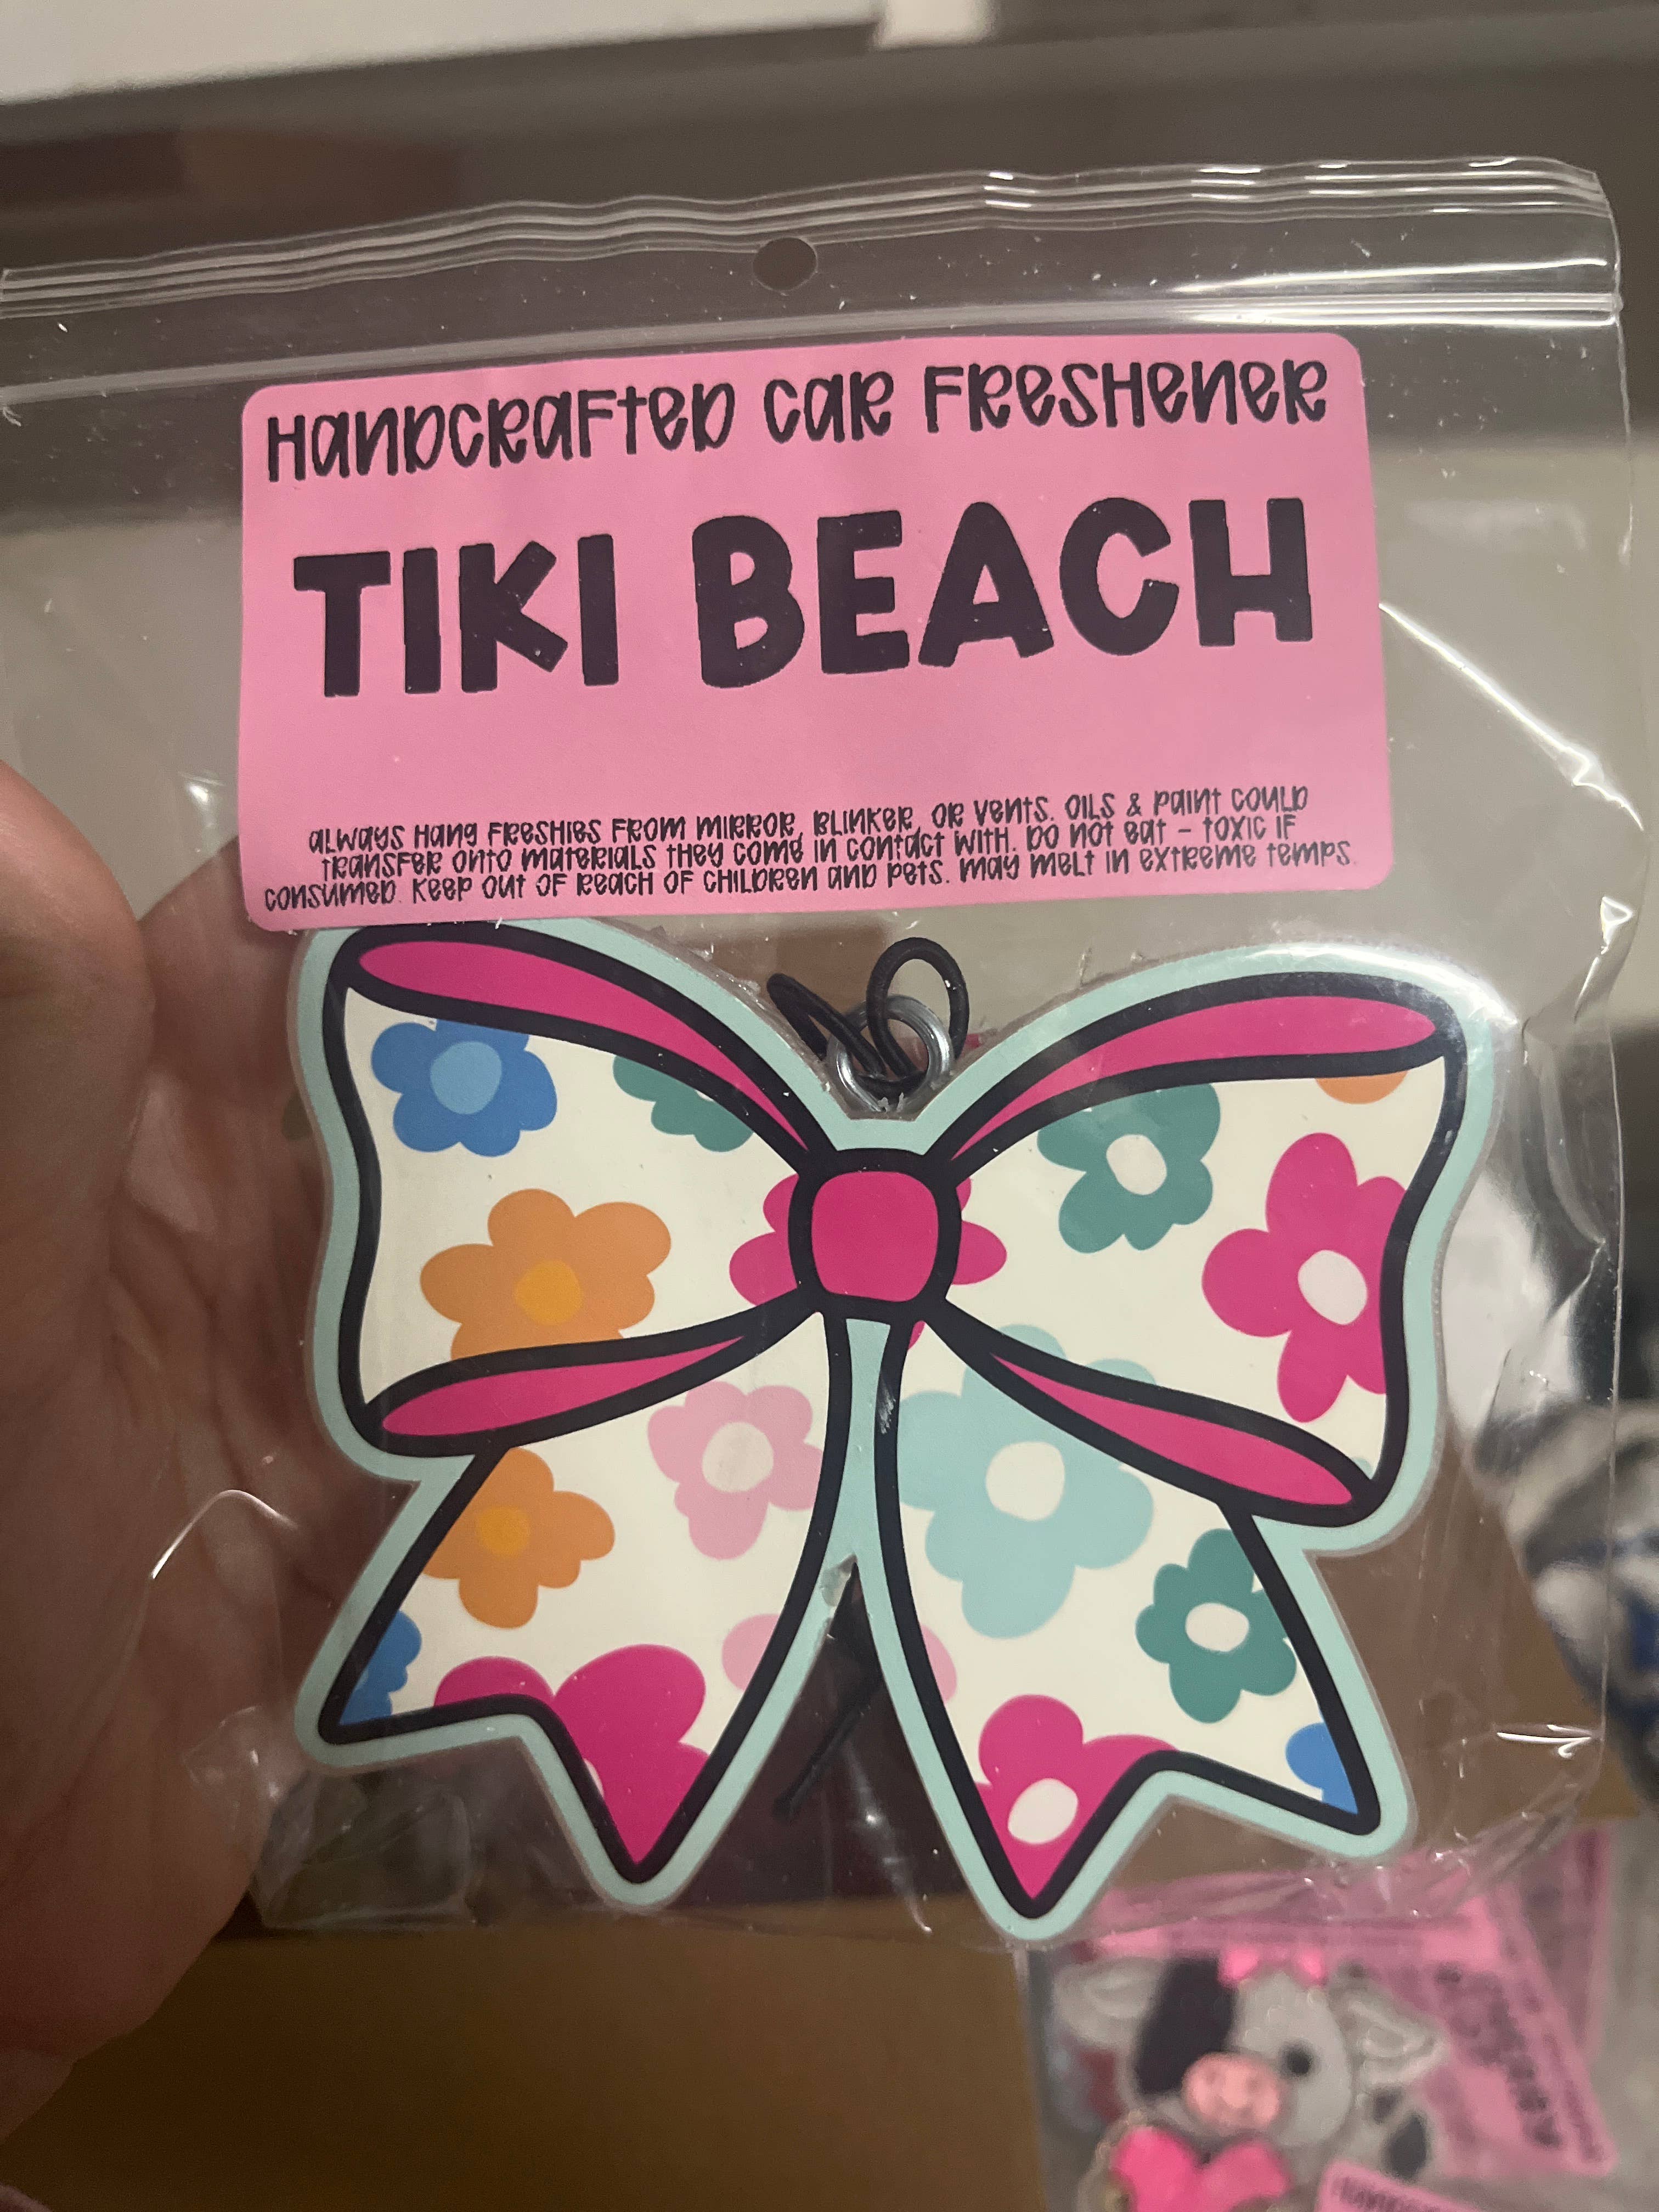 HANDCRAFTED CAR FRESHENER
TIKI BEACH
ALWAYS HANG FRESHIES FROM MIRROR, BLINKER, OR VENTS. OILS & PAINT COULD
TRANSFER ONTO MATERIALS THEY COME IN CONTACT WITH. DO NOT EAT – TOXIC IF
CONSUMED. KEEP OUT OF REACH OF CHILDREN AND PETS. MAY MELT IN EXTREME TEMPS.